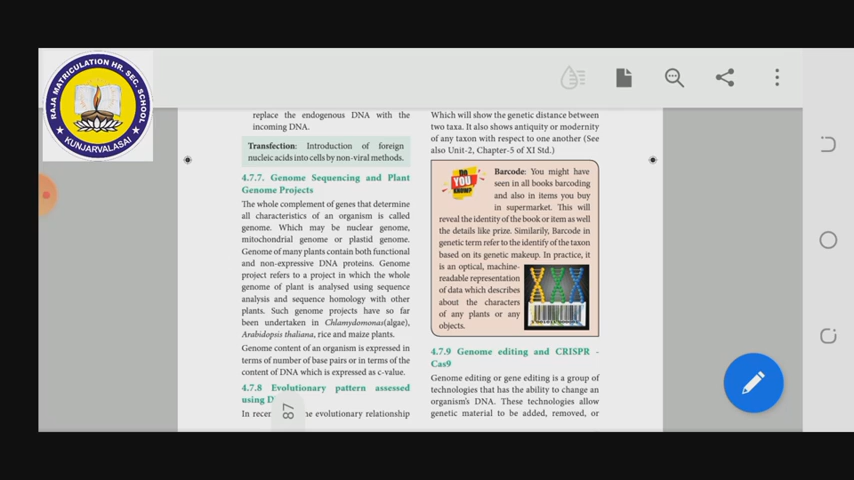 RAJA MATRICULATION HR. SEC. SCHOOL
KUNJARVALASAI
replace the endogenous DNA with the
incoming DNA.
Transfection: Introduction of foreign
nucleic acids into cells by non-viral methods.
4.7.7. Genome Sequencing and Plant
Genome Projects
The whole complement of genes that determine
all characteristics of an organism is called
genome. Which may be nuclear genome,
mitochondrial genome or plastid genome.
Genome of many plants contain both functional
and non-expressive DNA proteins. Genome
project refers to a project in which the whole
genome of plant is analysed using sequence
analysis and sequence homology with other
plants. Such genome projects have so far
been undertaken in Chlamydomonas(algae),
Arabidopsis thaliana, rice and maize plants.
Genome content of an organism is expressed in
terms of number of base pairs or in terms of the
content of DNA which is expressed as c-value.
4.7.8 Evolutionary pattern assessed
using D
In recen e evolutionary relationship
87
Which will show the genetic distance between
two taxa. It also shows antiquity or modernity
of any taxon with respect to one another (See
also Unit-2, Chapter-5 of XI Std.)
DO YOU KNOW?
Barcode: You might have
seen in all books barcoding
and also in items you buy
in supermarket. This will
reveal the identity of the book or item as well
the details like prize. Similarily, Barcode in
genetic term refer to the identify of the taxon
based on its genetic makeup. In practice, it
is an optical, machine-
readable representation
of data which describes
about the characters
of any plants or any
objects.
4.7.9 Genome editing and CRISPR -
Cas9
Genome editing or gene editing is a group of
technologies that has the ability to change an
organism's DNA. These technologies allow
genetic material to be added, removed, or